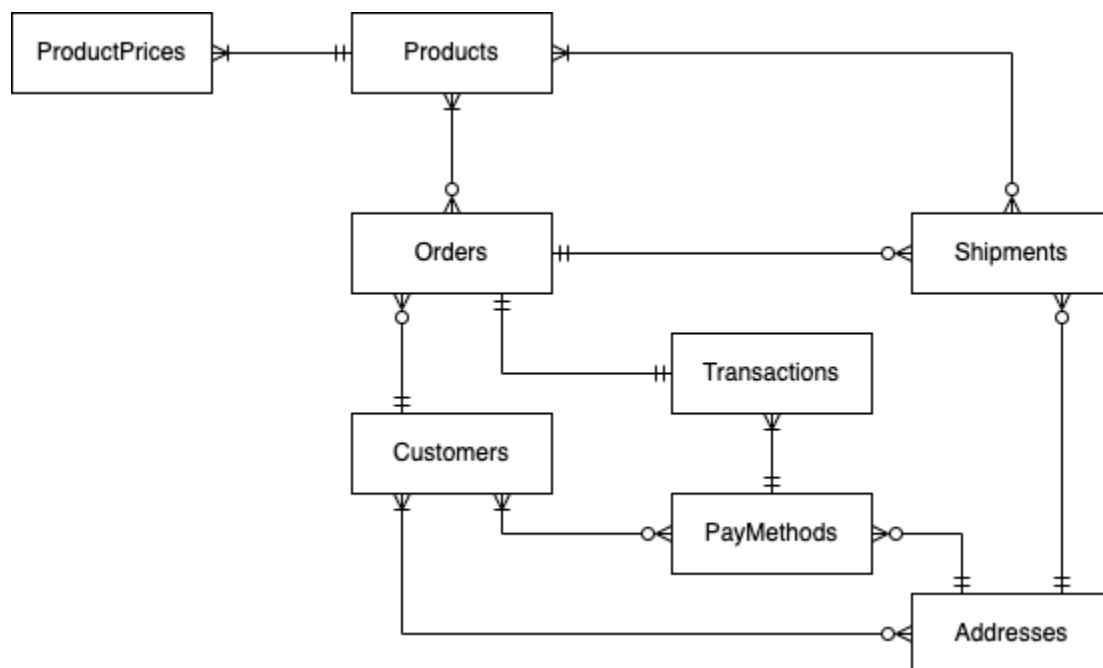 ProductPrices
Products
Orders
Shipments
Transactions
Customers
PayMethods
Addresses